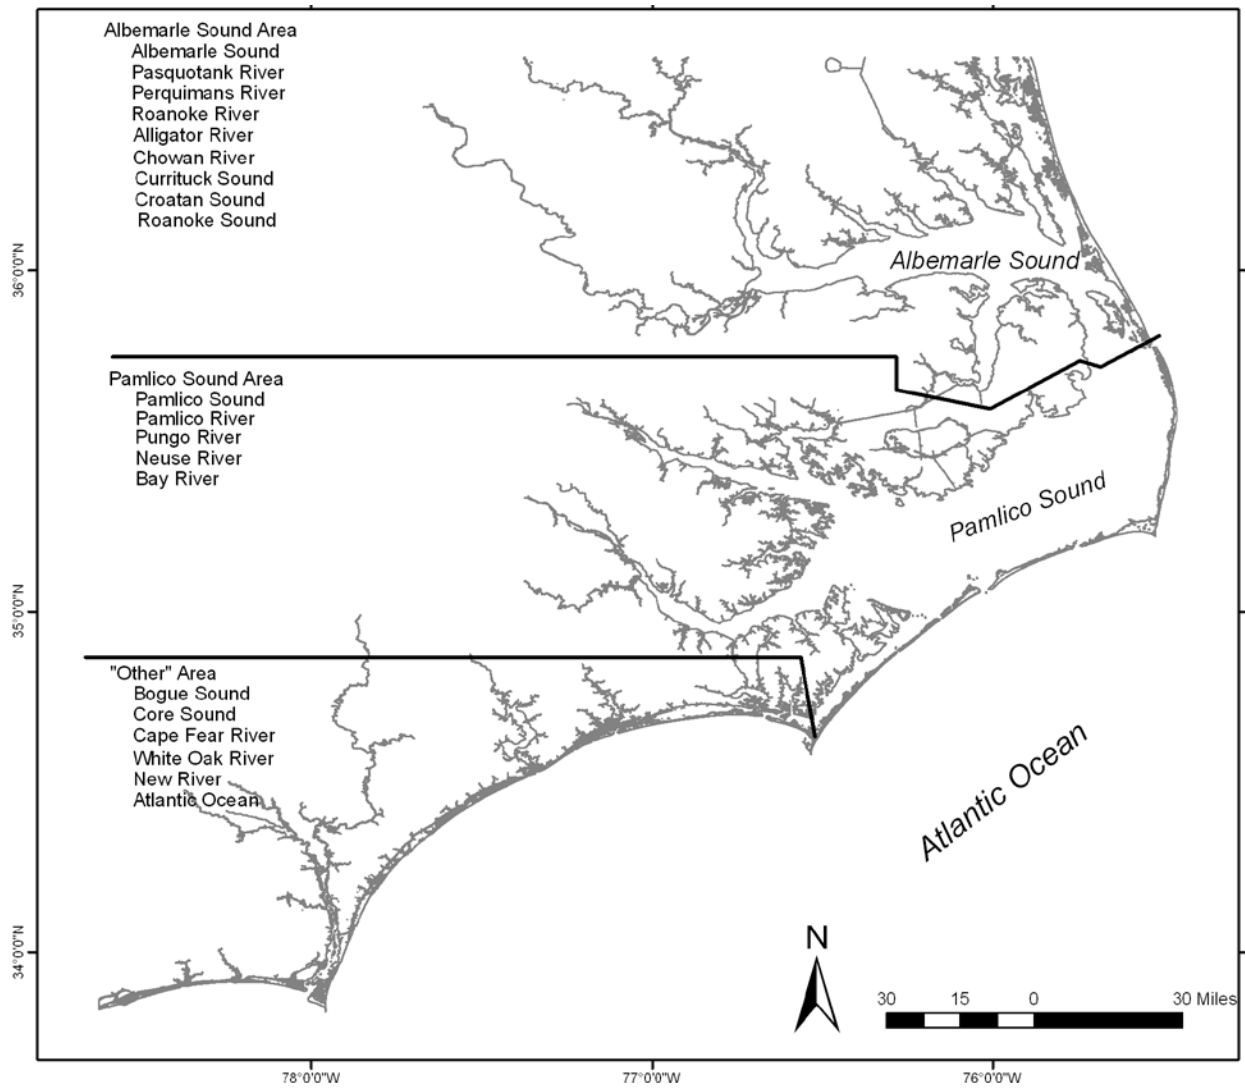 Albemarle Sound Area
Albemarle Sound
Pasquotank River
Perquimans River
Roanoke River
Alligator River
Chowan River
Currituck Sound
Croatan Sound
Roanoke Sound
Albemarle Sound
Pamlico Sound Area
Pamlico Sound
Pamlico River
Pungo River
Neuse River
Bay River
Pamlico Sound
"Other" Area
Bogue Sound
Core Sound
Cape Fear River
White Oak River
New River
Atlantic Ocean
Atlantic Ocean
N
30 15 0 30 Miles
36°0'0"N
35°0'0"N
34°0'0"N
78°0'0"W 77°0'0"W 76°0'0"W